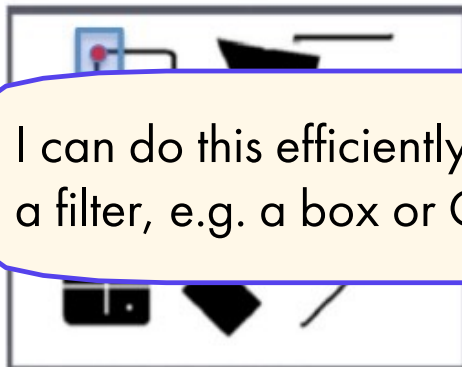 I can do this efficiently
a filter, e.g. a box or